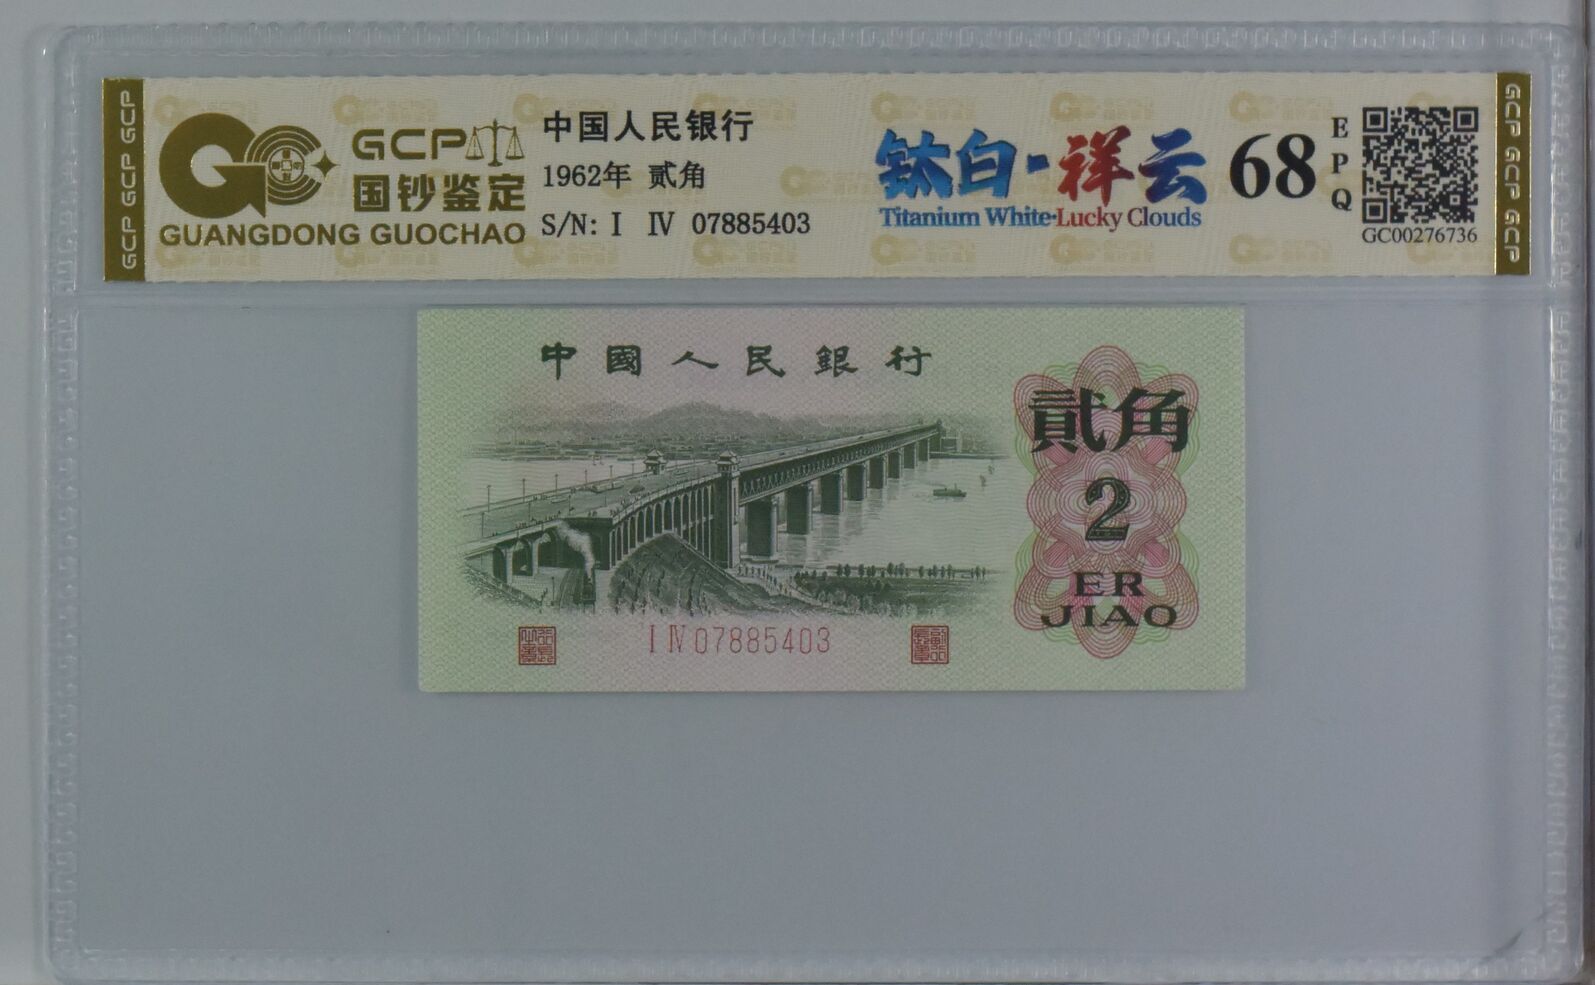 GCP GCP GCP
GCP
国钞鉴定
GUANGDONG GUOCHAO
中国人民银行
1962年 贰角
S/N: I IV 07885403
钛白·祥云
Titanium White·Lucky Clouds
68
EPQ
GC00276736
GCP GCP GCP
中國人民銀行
貳角
2
ER
JIAO
I IV 07885403